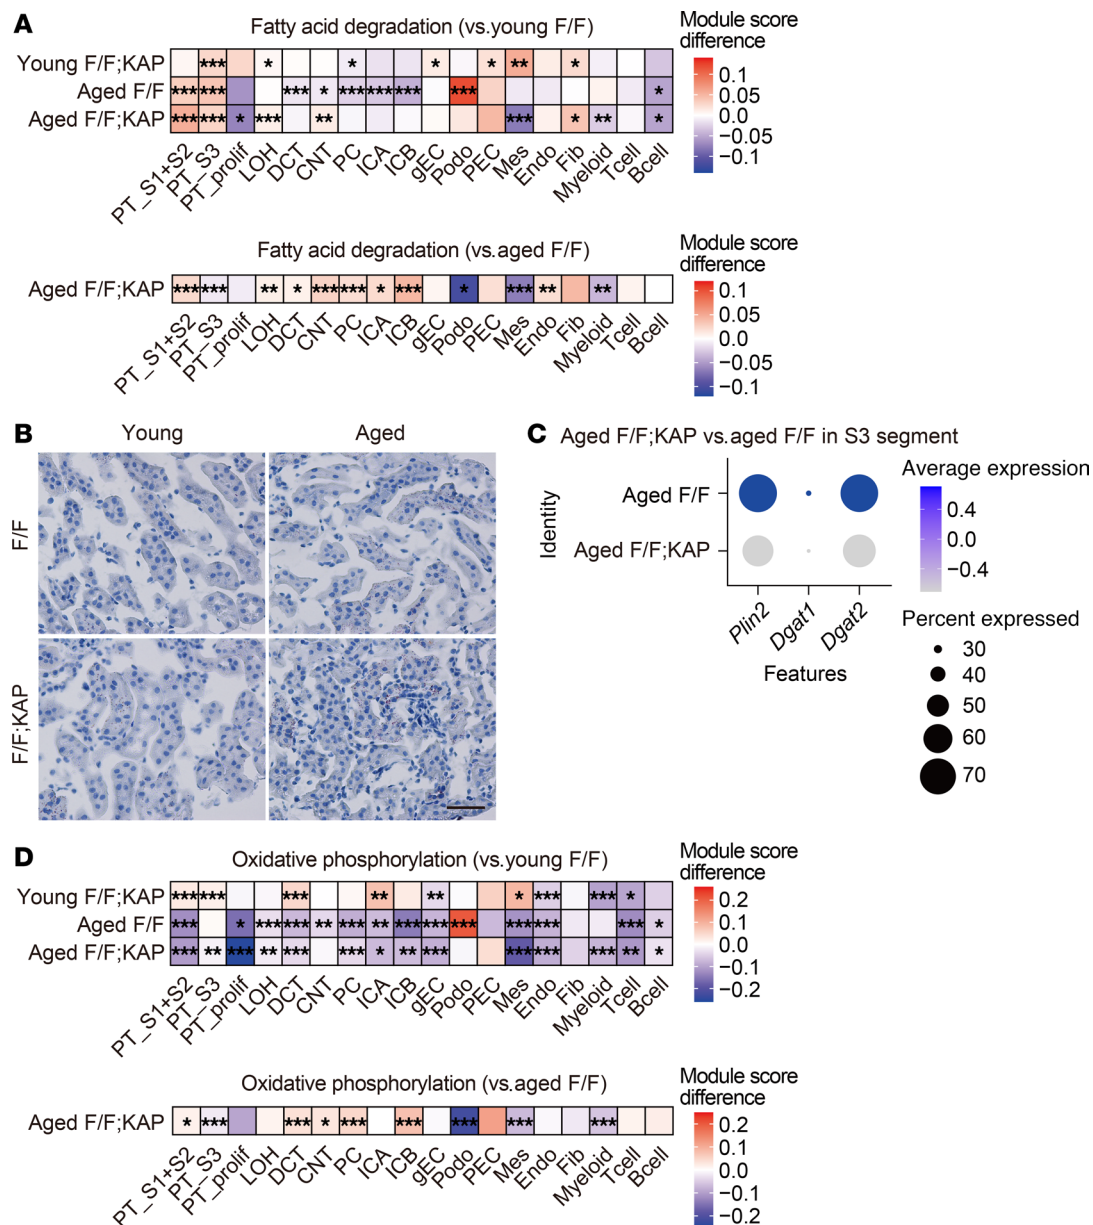 A
Fatty acid degradation (vs.young F/F)
Module score
difference
Young F/F;KAP *** * * * * ** *
Aged F/F *** *** *** * *** *** *** *** *
Aged F/F;KAP *** *** * *** ** *** * ** *
0.1
0.05
0.0
−0.05
−0.1
PT_S1+S2 PT_S3 PT_prolif LOH DCT CNT PC ICA ICB gEC Podo PEC Mes Endo Fib Myeloid Tcell Bcell
Fatty acid degradation (vs.aged F/F)
Module score
difference
Aged F/F;KAP *** *** ** * *** *** * *** * *** ** **
0.1
0.05
0.0
−0.05
−0.1
PT_S1+S2 PT_S3 PT_prolif LOH DCT CNT PC ICA ICB gEC Podo PEC Mes Endo Fib Myeloid Tcell Bcell
B
Young Aged
F/F
F/F;KAP
C
Aged F/F;KAP vs.aged F/F in S3 segment
Identity
Aged F/F
Aged F/F;KAP
Plin2 Dgat1 Dgat2
Features
Average expression
0.4
0.0
−0.4
Percent expressed
30
40
50
60
70
D
Oxidative phosphorylation (vs.young F/F)
Module score
difference
Young F/F;KAP *** *** *** ** ** * *** *** *
Aged F/F *** * *** *** ** *** ** *** *** *** *** *** *** *
Aged F/F;KAP *** ** *** ** *** *** * ** *** *** *** *** ** *
0.2
0.1
0.0
−0.1
−0.2
PT_S1+S2 PT_S3 PT_prolif LOH DCT CNT PC ICA ICB gEC Podo PEC Mes Endo Fib Myeloid Tcell Bcell
Oxidative phosphorylation (vs.aged F/F)
Module score
difference
Aged F/F;KAP * *** *** * *** *** *** *** ***
0.2
0.1
0.0
−0.1
−0.2
PT_S1+S2 PT_S3 PT_prolif LOH DCT CNT PC ICA ICB gEC Podo PEC Mes Endo Fib Myeloid Tcell Bcell